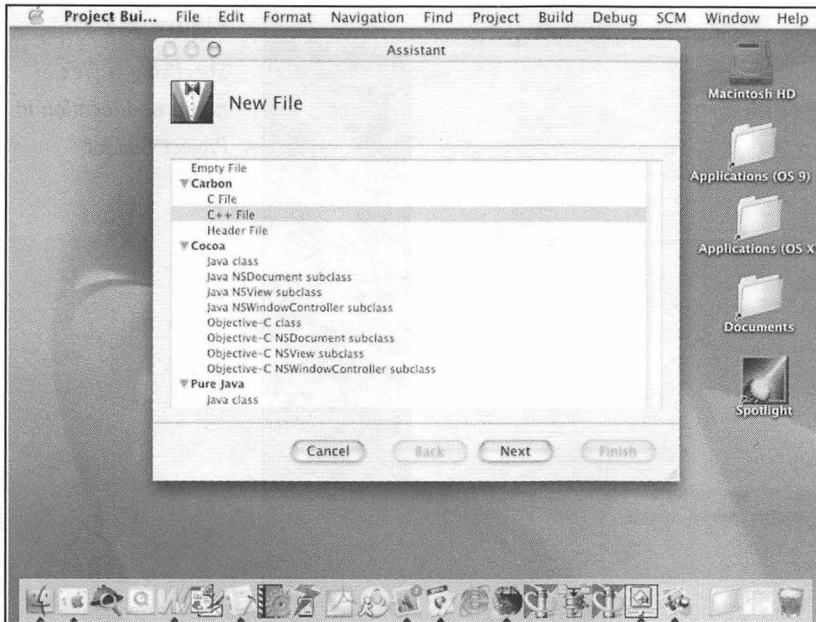 Project Bui... File Edit Format Navigation Find Project Build Debug SCM Window Help
Assistant
New File
Empty File
Carbon
C File
C++ File
Header File
Cocoa
Java class
Java NSDocument subclass
Java NSView subclass
Java NSWindowController subclass
Objective-C class
Objective-C NSDocument subclass
Objective-C NSView subclass
Objective-C NSWindowController subclass
Pure Java
Java class
Cancel Back Next Finish
Macintosh HD
Applications (OS 9)
Applications (OS X
Documents
Spotlight